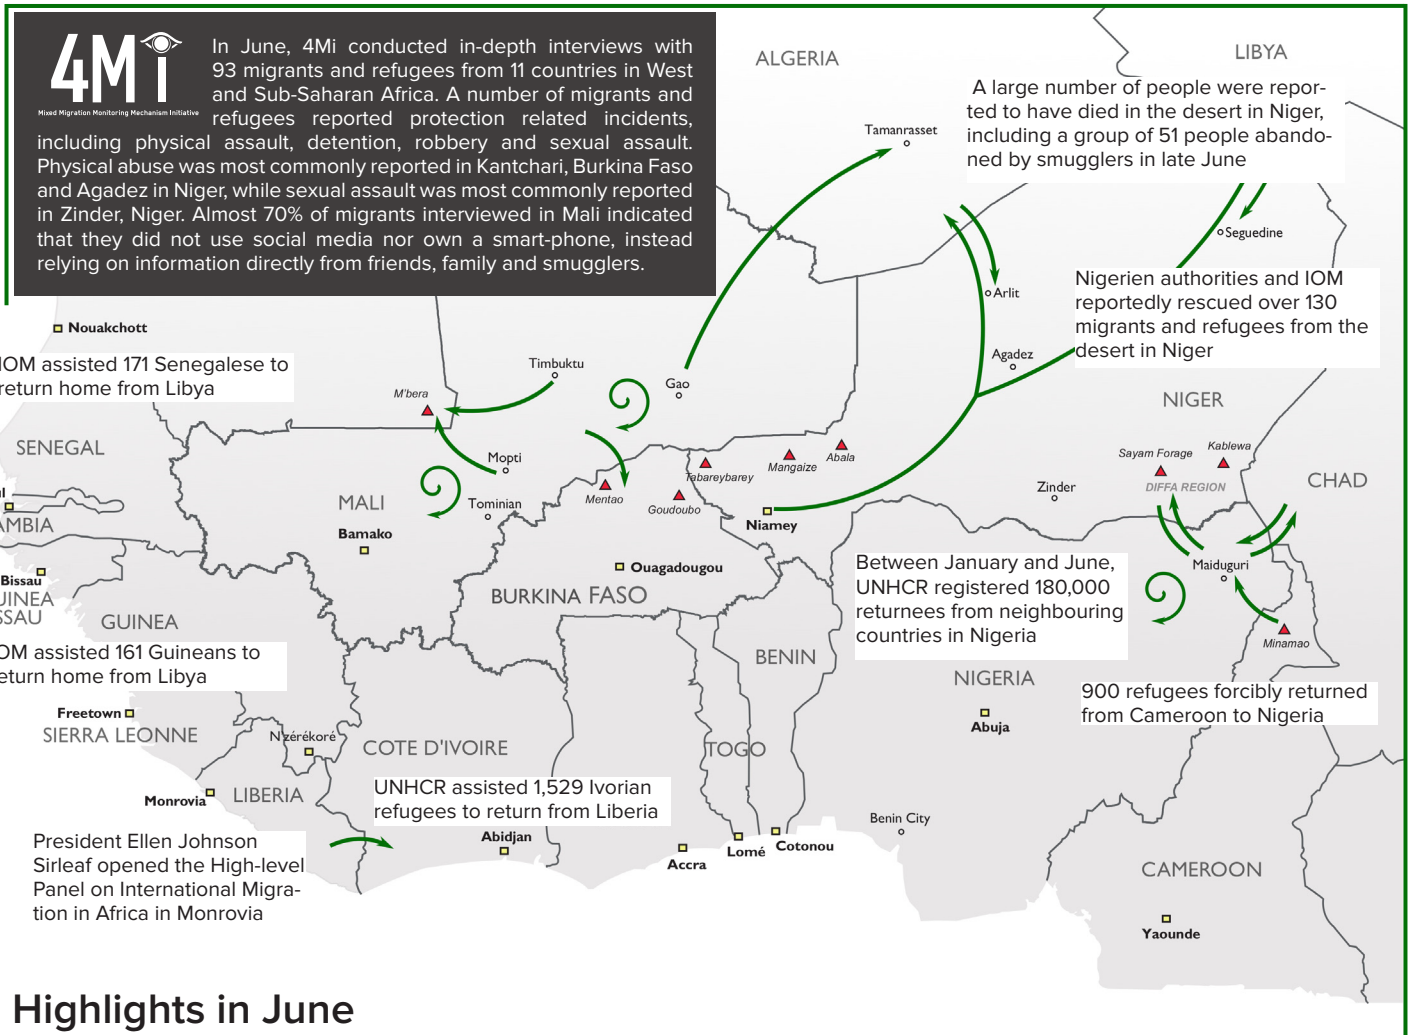 4Mi
Mixed Migration Monitoring Mechanism Initiative
In June, 4Mi conducted in-depth interviews with
93 migrants and refugees from 11 countries in West
and Sub-Saharan Africa. A number of migrants and
refugees reported protection related incidents,
including physical assault, detention, robbery and sexual assault.
Physical abuse was most commonly reported in Kantchari, Burkina Faso
and Agadez in Niger, while sexual assault was most commonly reported
in Zinder, Niger. Almost 70% of migrants interviewed in Mali indicated
that they did not use social media nor own a smart-phone, instead
relying on information directly from friends, family and smugglers.
ALGERIA
LIBYA
A large number of people were repor-
ted to have died in the desert in Niger,
including a group of 51 people abando-
ned by smugglers in late June
Tamanrasset
Seguedine
Nigerien authorities and IOM
reportedly rescued over 130
migrants and refugees from the
desert in Niger
Arlit
Agadez
Nouakchott
IOM assisted 171 Senegalese to
return home from Libya
Timbuktu
Gao
M'bera
NIGER
SENEGAL
Mopti
Tominian
MALI
Bamako
Mentao
Goudoubo
Tabareybarey
Mangaize
Abala
Niamey
Zinder
Sayam Forage
Kablewa
DIFFA REGION
CHAD
AMBIA
Bissau
UINEA
SSAU
GUINEA
Ouagadougou
BURKINA FASO
Between January and June,
UNHCR registered 180,000
returnees from neighbouring
countries in Nigeria
Maiduguri
Minamao
OM assisted 161 Guineans to
eturn home from Libya
BENIN
NIGERIA
Abuja
900 refugees forcibly returned
from Cameroon to Nigeria
Freetown
SIERRA LEONNE
N'zérékoré
COTE D'IVOIRE
TOGO
Monrovia
LIBERIA
UNHCR assisted 1,529 Ivorian
refugees to return from Liberia
Benin City
President Ellen Johnson
Sirleaf opened the High-level
Panel on International Migra-
tion in Africa in Monrovia
Abidjan
Accra
Lomé
Cotonou
CAMEROON
Yaounde
Highlights in June